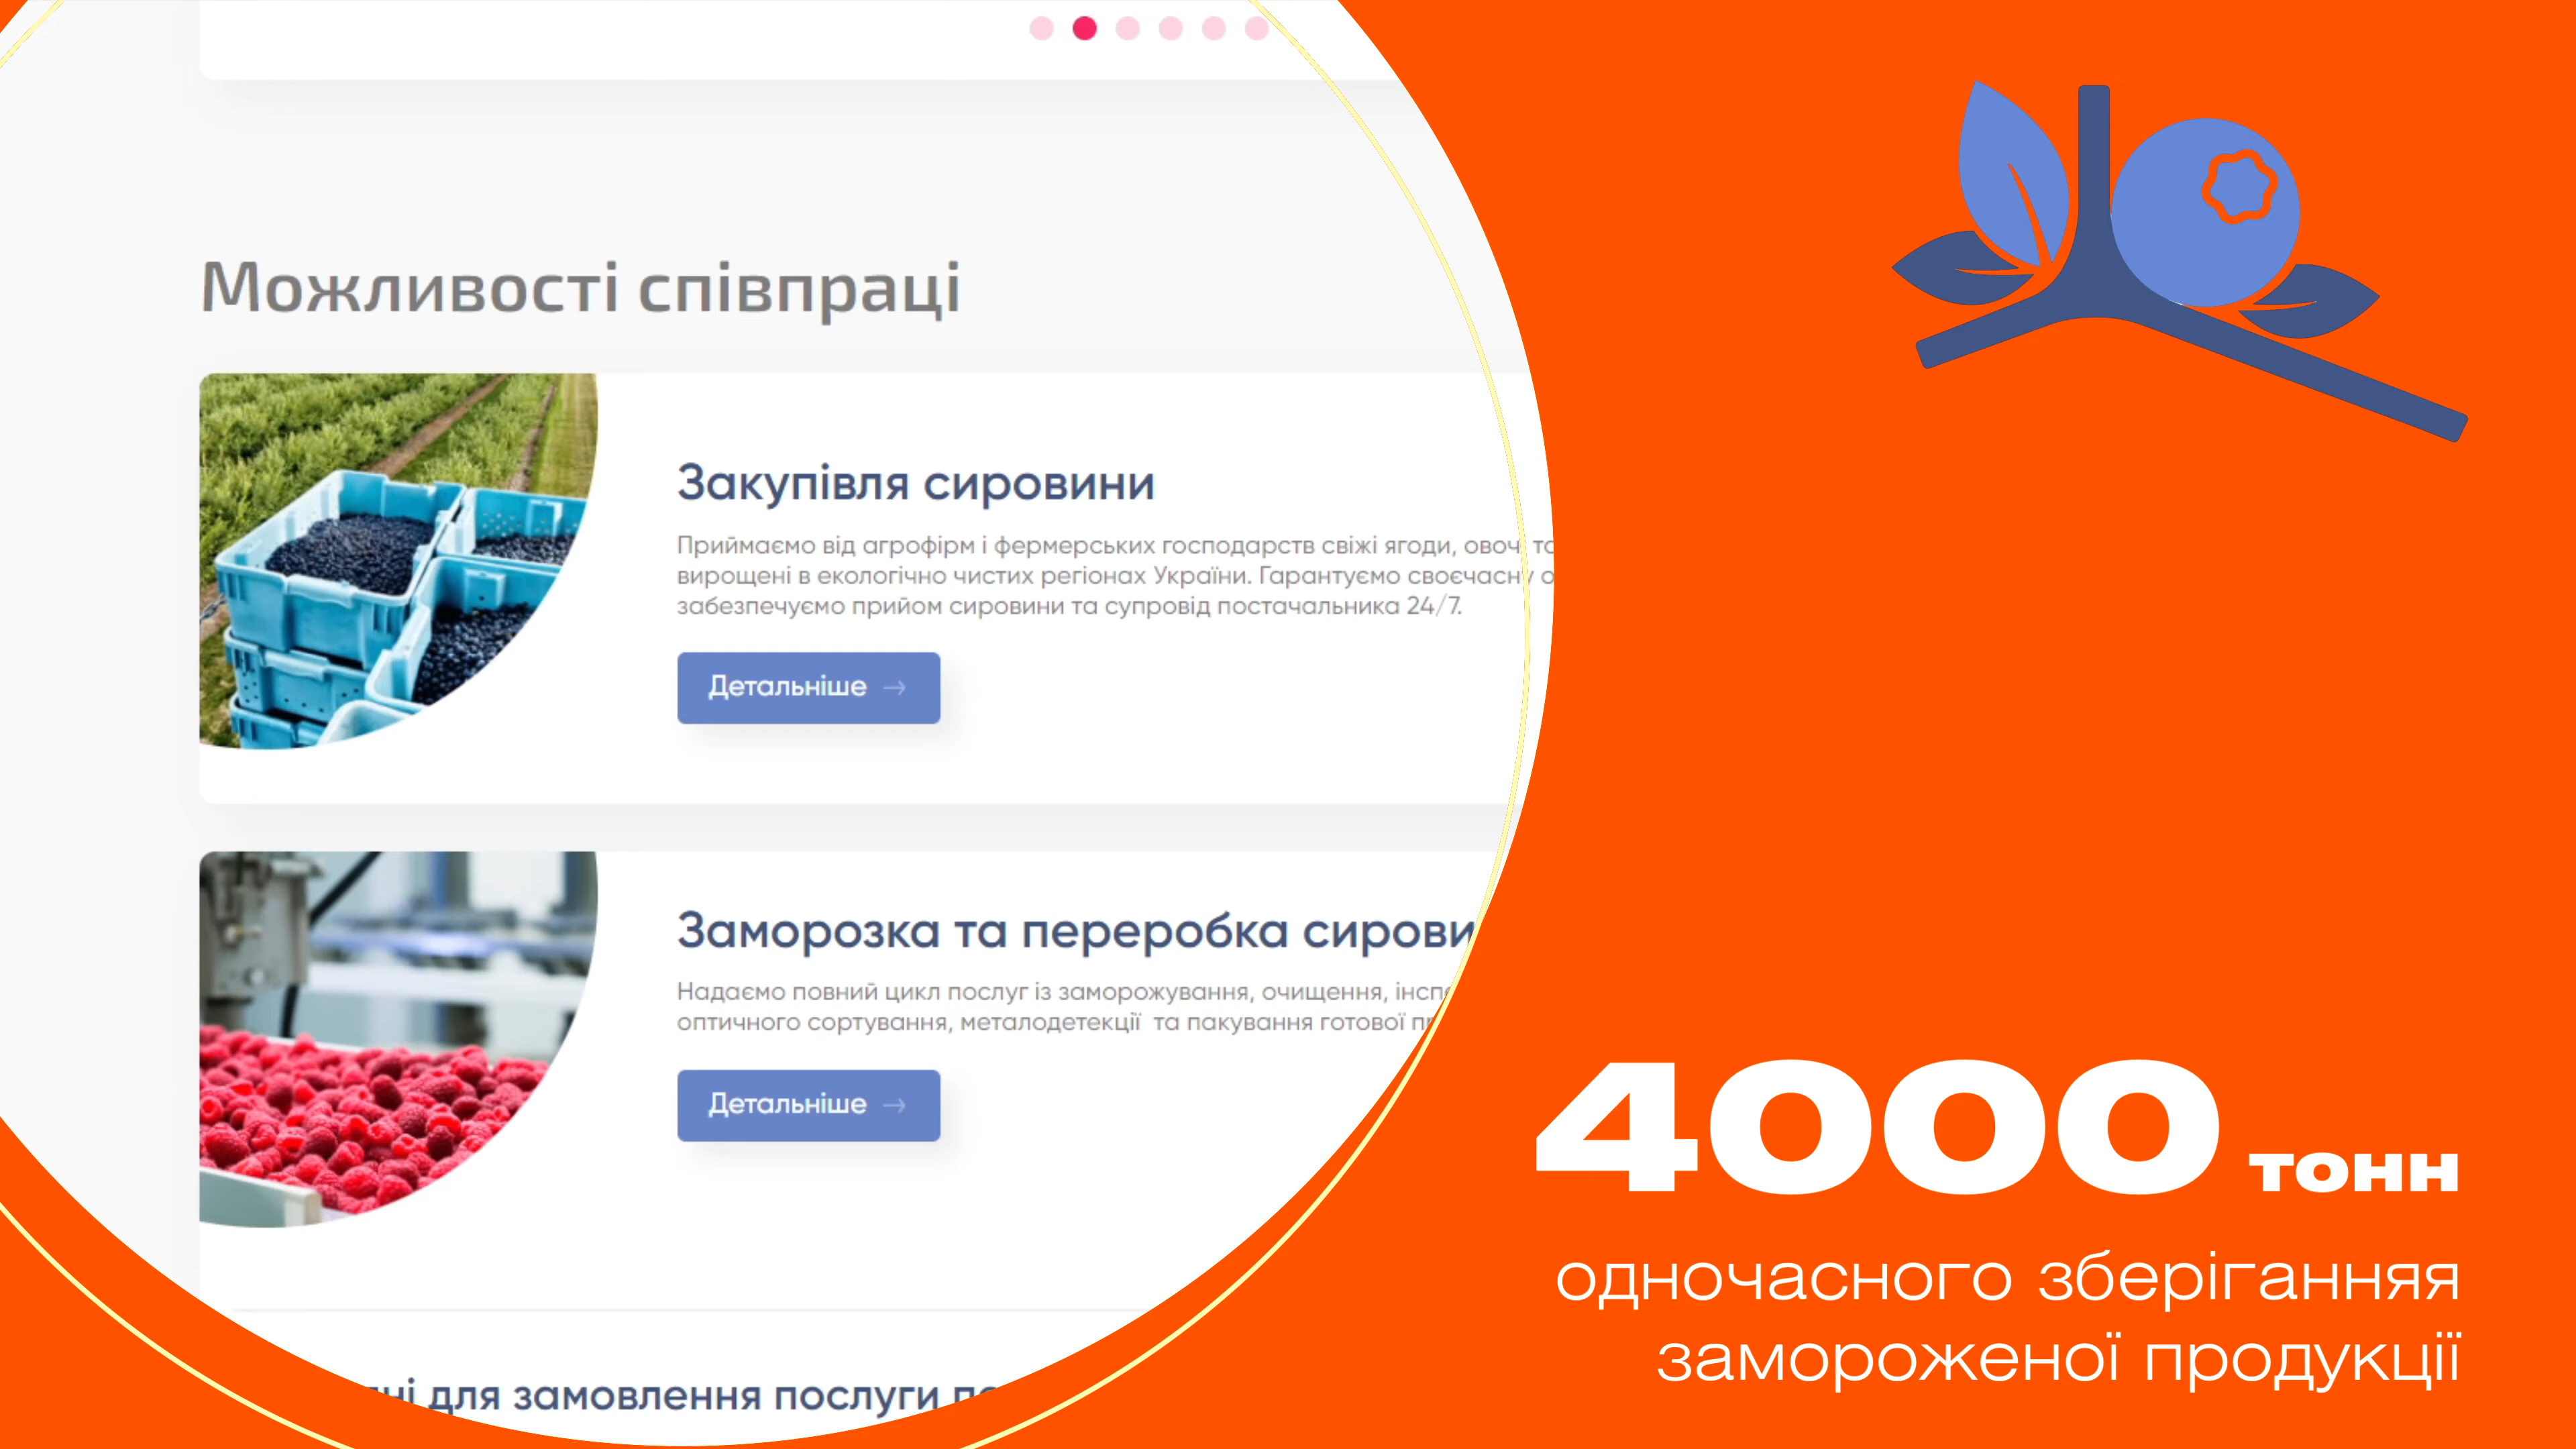 Можливості співпраці
Закупівля сировини
Приймаємо від агрофірм і фермерських господарств свіжі ягоди, овоч
вирощені в екологічно чистих регіонах України. Гарантуємо своєчасну
забезпечуємо прийом сировини та супровід постачальника 24/7.
Детальніше →
Заморозка та переробка сирови
Надаємо повний цикл послуг із заморожування, очищення, інсп
оптичного сортування, металодетекції та пакування готової
Детальніше →
для замовлення послуги
4000 тонн
одночасного зберіганняя
замороженої продукції